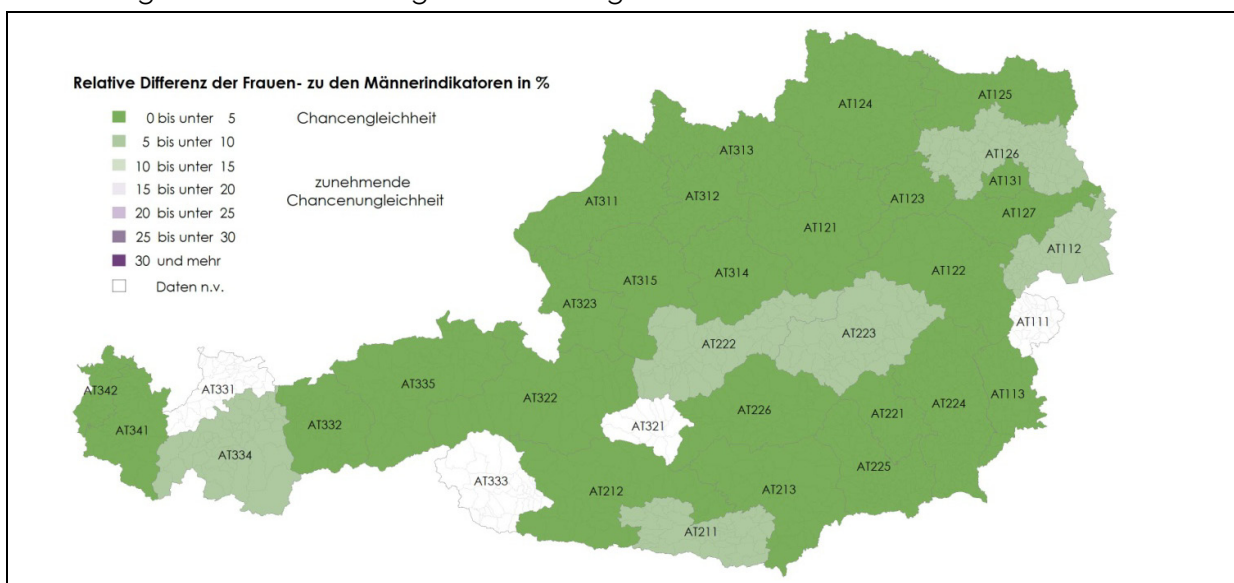 Relative Differenz der Frauen- zu den Männerindikatoren in %
0 bis unter 5 Chancengleichheit
5 bis unter 10
10 bis unter 15
15 bis unter 20 zunehmende
20 bis unter 25 Chancenungleichheit
25 bis unter 30
30 und mehr
Daten n.v.
AT124
AT125
AT313
AT126
AT131
AT311
AT312
AT123
AT127
AT121
AT112
AT122
AT315
AT314
AT323
AT111
AT222
AT223
AT342
AT331
AT335
AT322
AT113
AT226
AT221
AT224
AT341
AT332
AT321
AT334
AT225
AT333
AT212
AT213
AT211